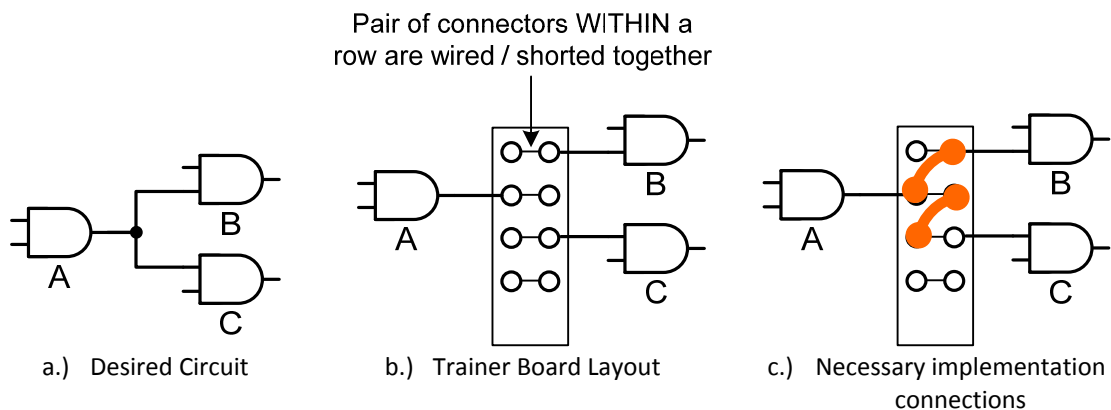 Pair of connectors WITHIN a
row are wired / shorted together
A
B
C
a.) Desired Circuit
A
B
C
b.) Trainer Board Layout
A
B
C
c.) Necessary implementation
connections